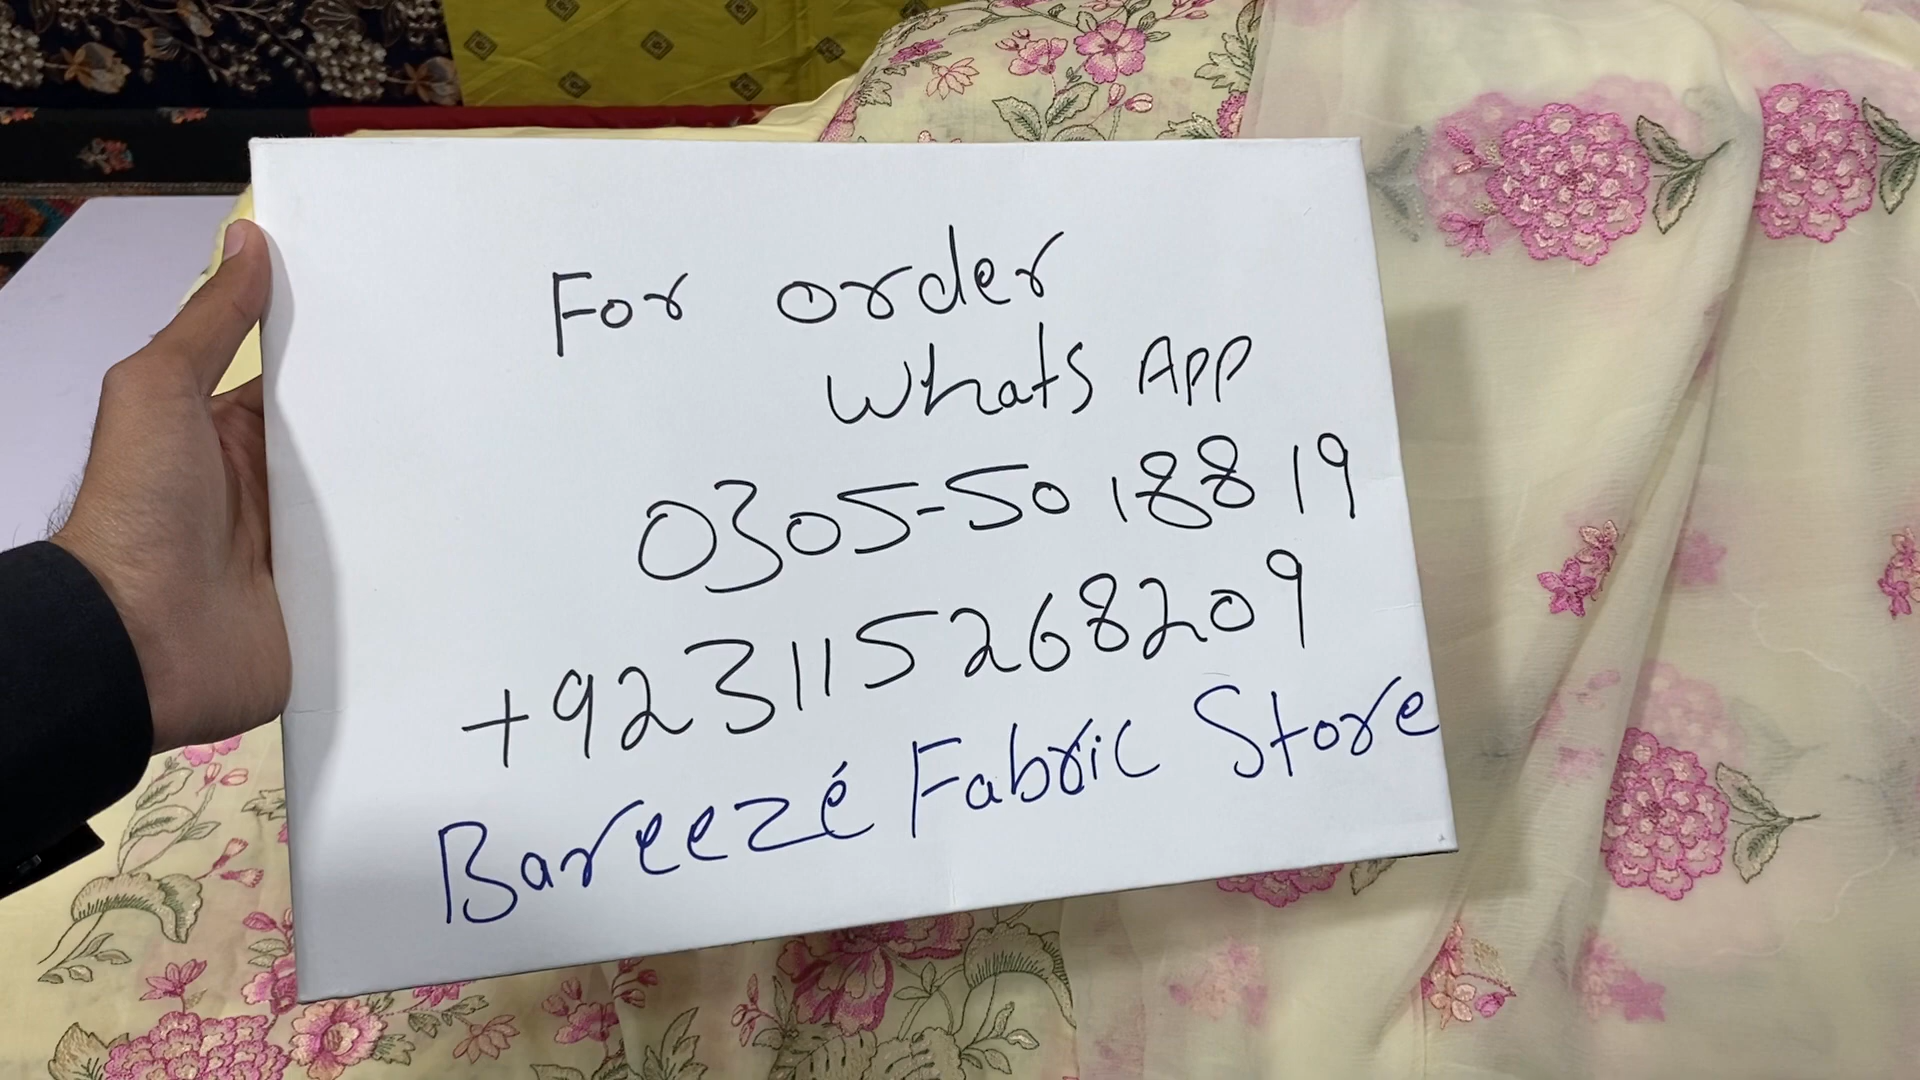 For order
Whats App
0305-5018819
+923115268209
Bareezé Fabric Store